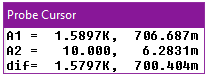 Probe Cursor
A1 = 1.5897K, 706.687m
A2 = 10.000, 6.2831m
dif= 1.5797K, 700.404m